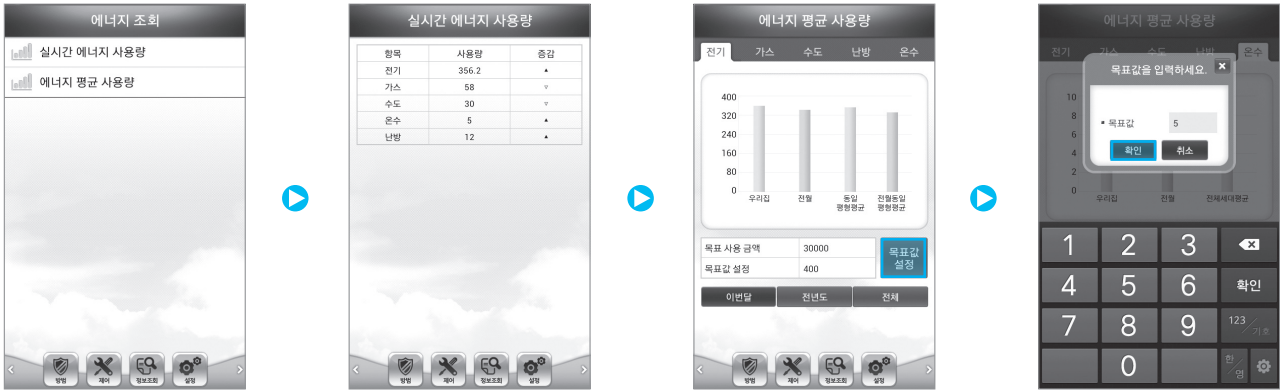 에너지 조회
실시간 에너지 사용량
에너지 평균 사용량
방범 제어 정보조회 설정
실시간 에너지 사용량
항목 사용량 증감
전기 356.2 ▲
가스 58 ▽
수도 30 ▽
온수 5 ▲
난방 12 ▲
방범 제어 정보조회 설정
에너지 평균 사용량
전기 가스 수도 난방 온수
400
320
240
160
80
0
우리집 전월 동일 전월동일
평형평균 평형평균
목표 사용 금액 30000
목표값 설정 400
목표값
설정
이번달 전년도 전체
방범 제어 정보조회 설정
에너지 평균 사용량
전기 가스 수도 난방 온수
목표값을 입력하세요.
목표값 5
확인 취소
10
8
6
4
2
0
우리집 전월 전체세대평균
1 2 3
4 5 6 확인
7 8 9 123/기호
0 한/영